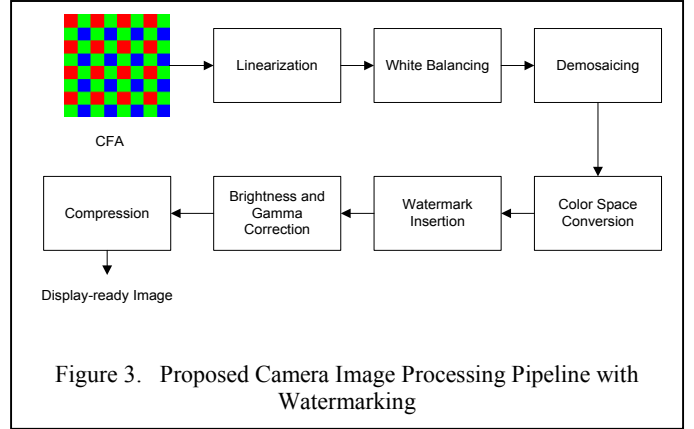 CFA
Linearization
White Balancing
Demosaicing
Compression
Brightness and
Gamma
Correction
Watermark
Insertion
Color Space
Conversion
Display-ready Image
Figure 3. Proposed Camera Image Processing Pipeline with
Watermarking